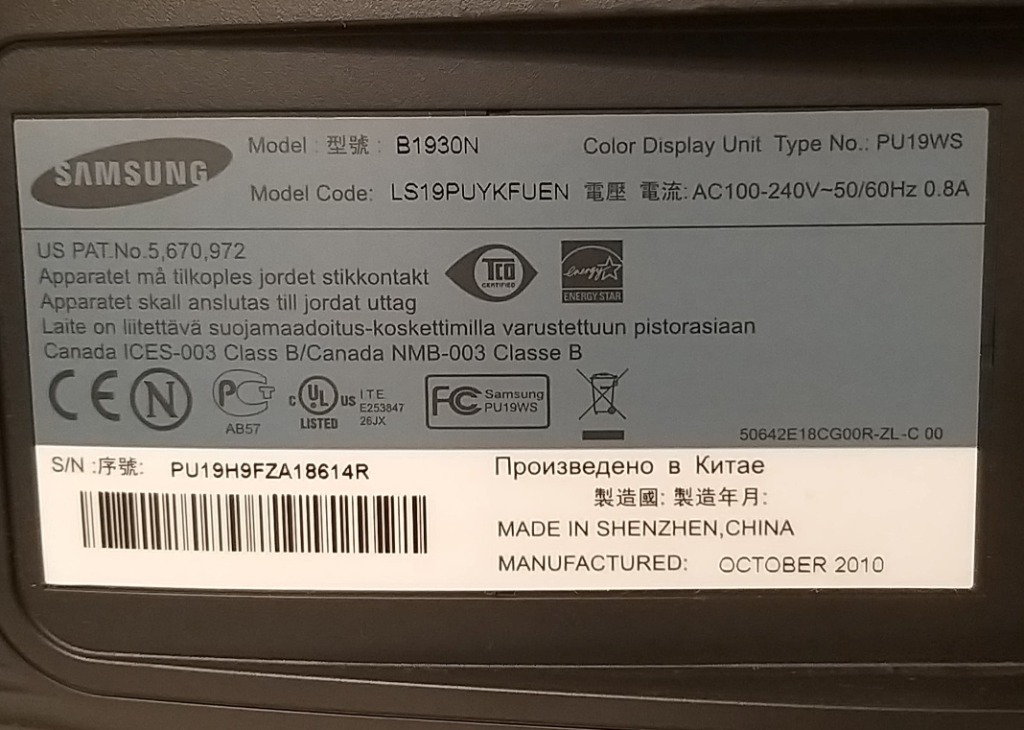 SAMSUNG
Model : 型號 : B1930N
Color Display Unit Type No.: PU19WS
Model Code: LS19PUYKFUEN 電壓 電流: AC100-240V~50/60Hz 0.8A
US PAT.No.5,670,972
Apparatet må tilkoples jordet stikkontakt
Apparatet skall anslutas till jordat uttag
Laite on liitettävä suojamaadoitus-koskettimilla varustettuun pistorasiaan
Canada ICES-003 Class B/Canada NMB-003 Classe B
TCO
CERTIFIED
energy
ENERGY STAR
CE
N
РСТ
АВ57
C UL US
LISTED
I.T.E.
E253847
26JX
FC
Samsung
PU19WS
50642E18CG00R-ZL-C 00
S/N :序號: PU19H9FZA18614R
Произведено в Китае
製造國: 製造年月:
MADE IN SHENZHEN,CHINA
MANUFACTURED: OCTOBER 2010